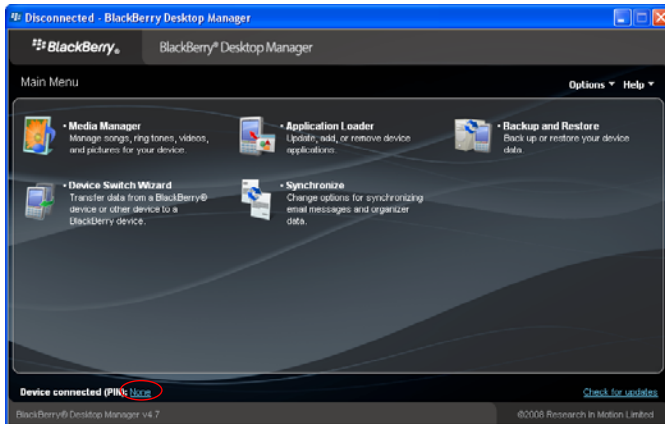 Disconnected - BlackBerry Desktop Manager
BlackBerry®
BlackBerry® Desktop Manager
Main Menu
Options
Help
Media Manager
Manage songs, ring tones, videos,
and pictures for your device.
Application Loader
Update, add, or remove device
applications.
Backup and Restore
Back up or restore your device
data.
Device Switch Wizard
Transfer data from a BlackBerry®
device or other device to a
BlackBerry device.
Synchronize
Change options for synchronizing
email messages and organizer
data.
Device connected (PIN): None
Check for updates
BlackBerry® Desktop Manager v4.7
©2008 Research In Motion Limited